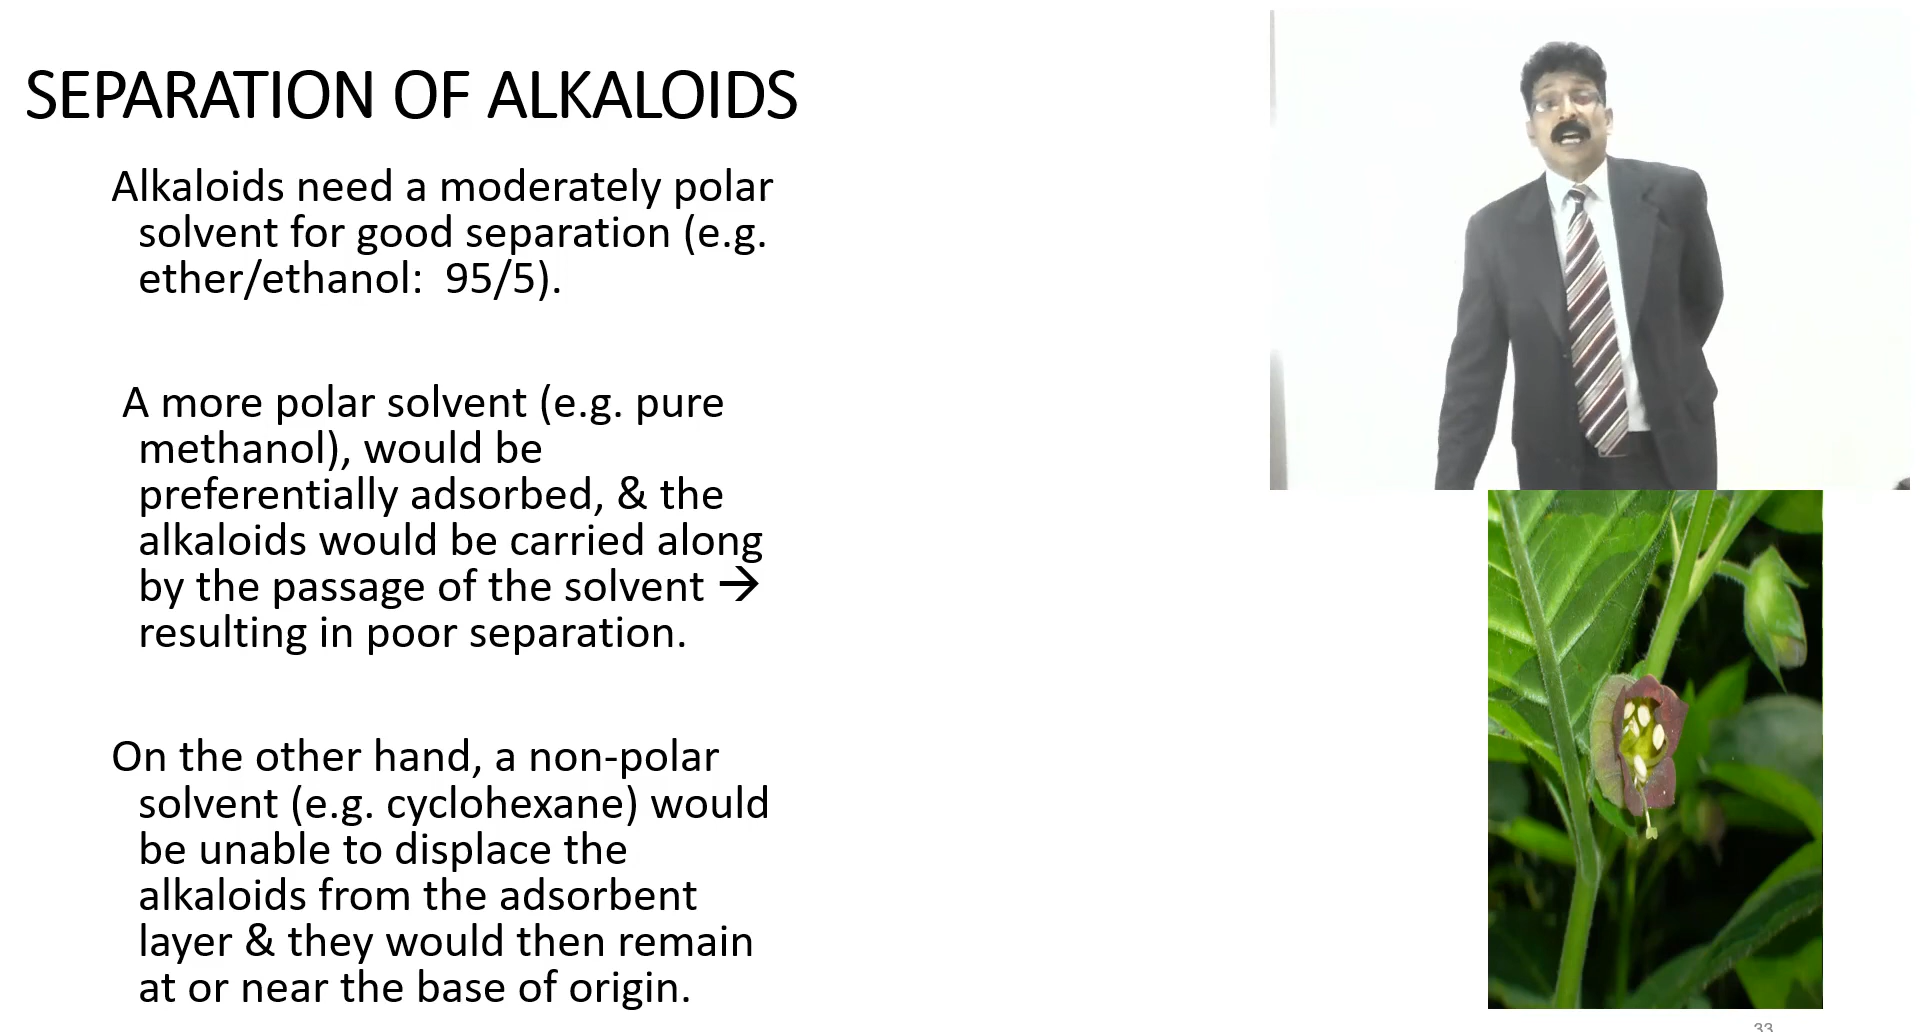 SEPARATION OF ALKALOIDS
Alkaloids need a moderately polar
solvent for good separation (e.g.
ether/ethanol:  95/5).
A more polar solvent (e.g. pure
methanol), would be
preferentially adsorbed, & the
alkaloids would be carried along
by the passage of the solvent →
resulting in poor separation.
On the other hand, a non-polar
solvent (e.g. cyclohexane) would
be unable to displace the
alkaloids from the adsorbent
layer & they would then remain
at or near the base of origin.
33